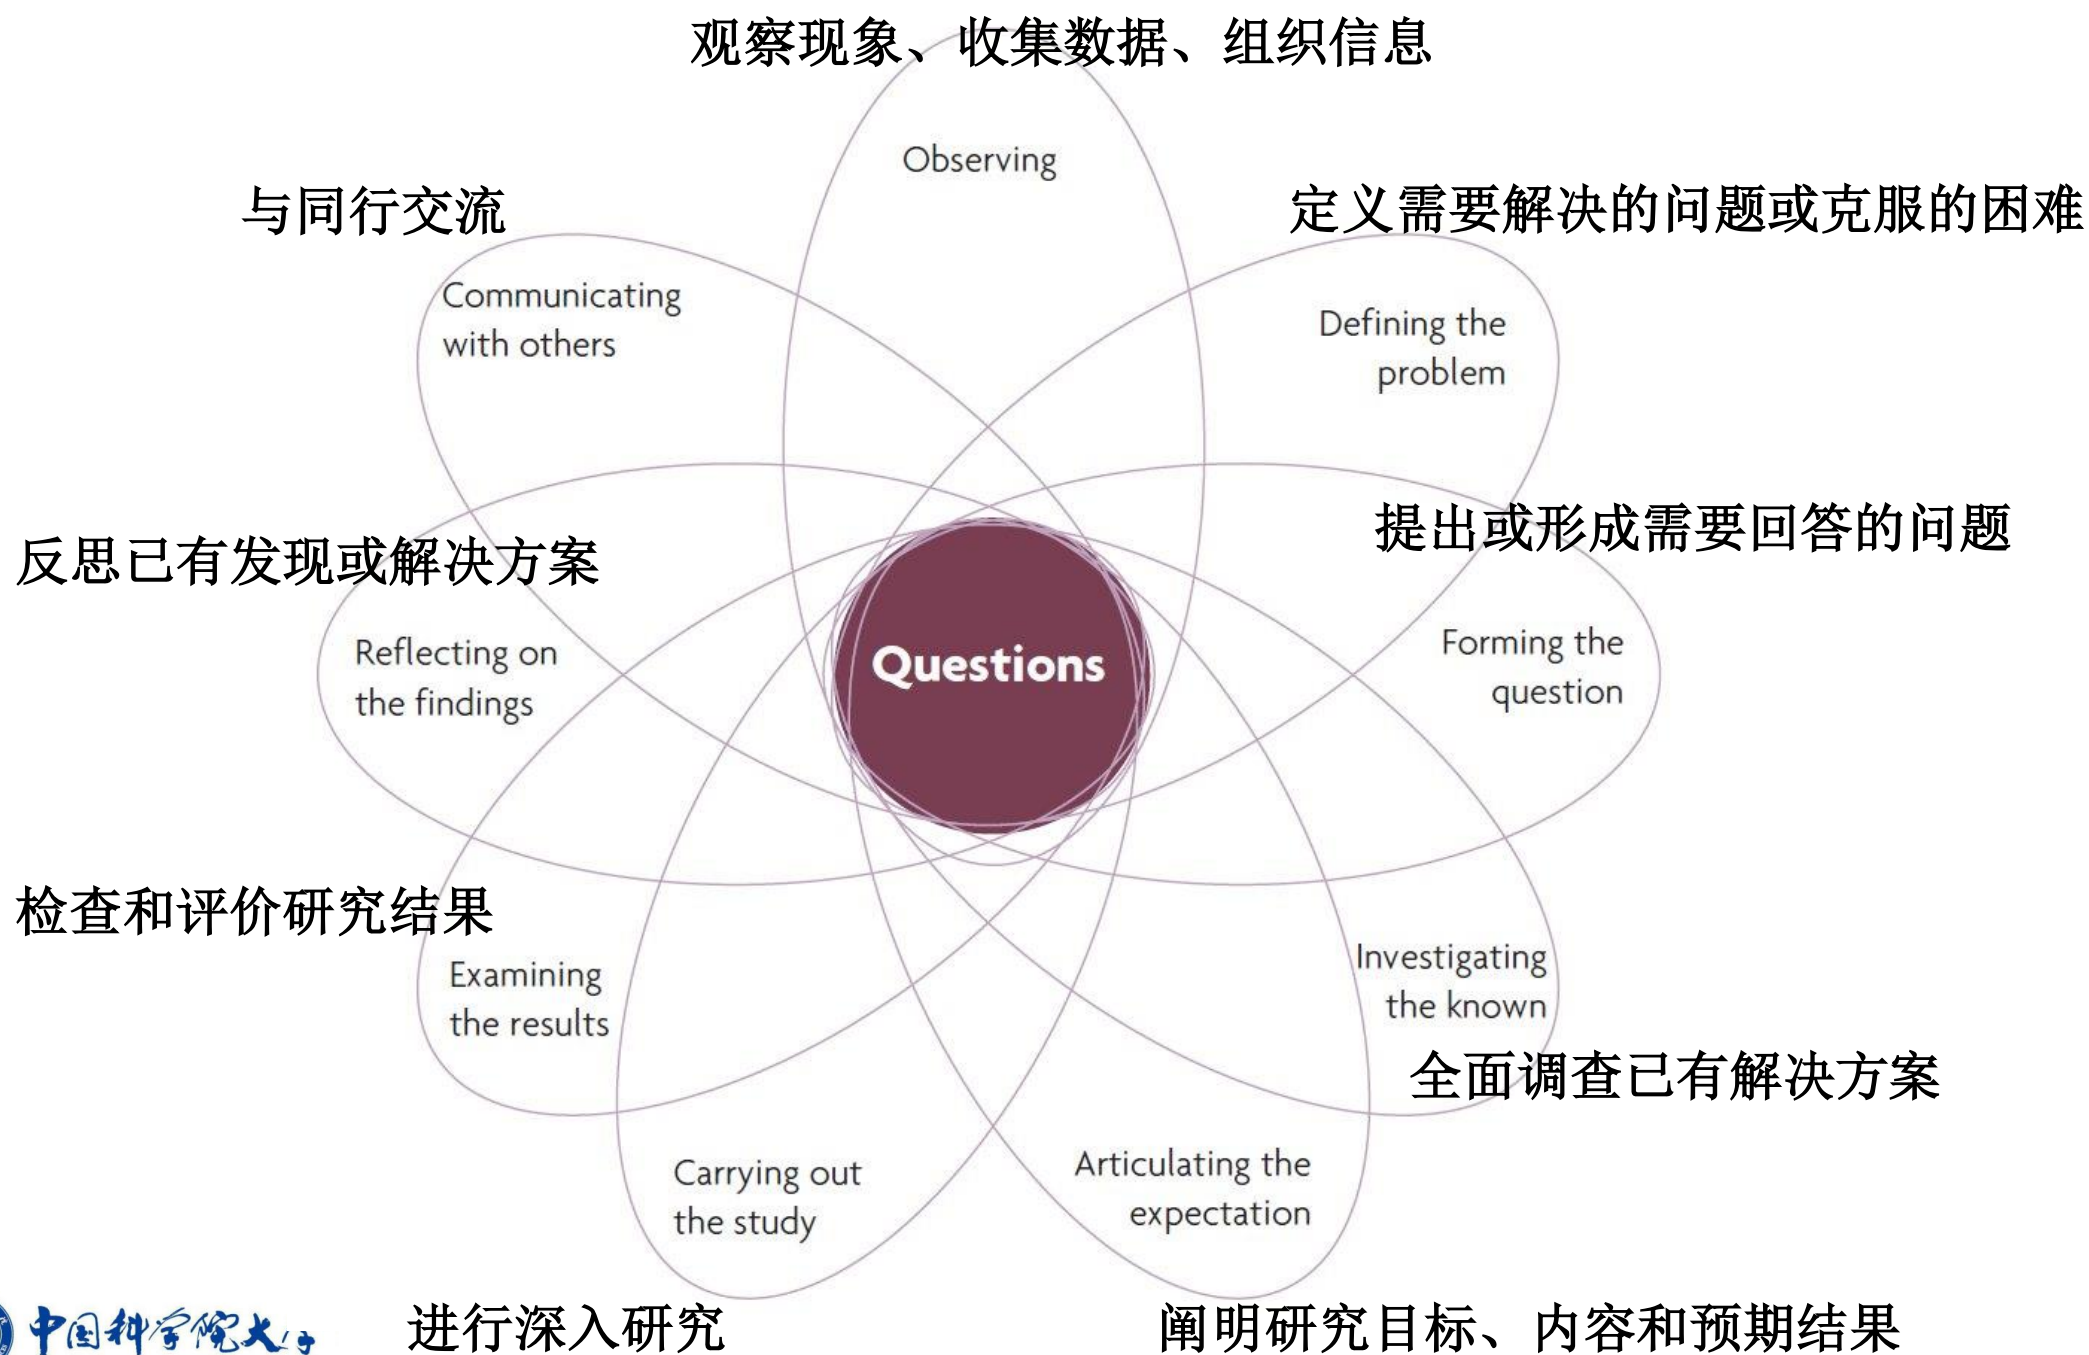 观察现象、收集数据、组织信息
Observing
与同行交流
定义需要解决的问题或克服的困难
Communicating
with others
Defining the
problem
提出或形成需要回答的问题
反思已有发现或解决方案
Forming the
question
Reflecting on
the findings
Questions
检查和评价研究结果
Investigating
the known
Examining
the results
全面调查已有解决方案
Articulating the
expectation
Carrying out
the study
中国科学院大学
进行深入研究
阐明研究目标、内容和预期结果